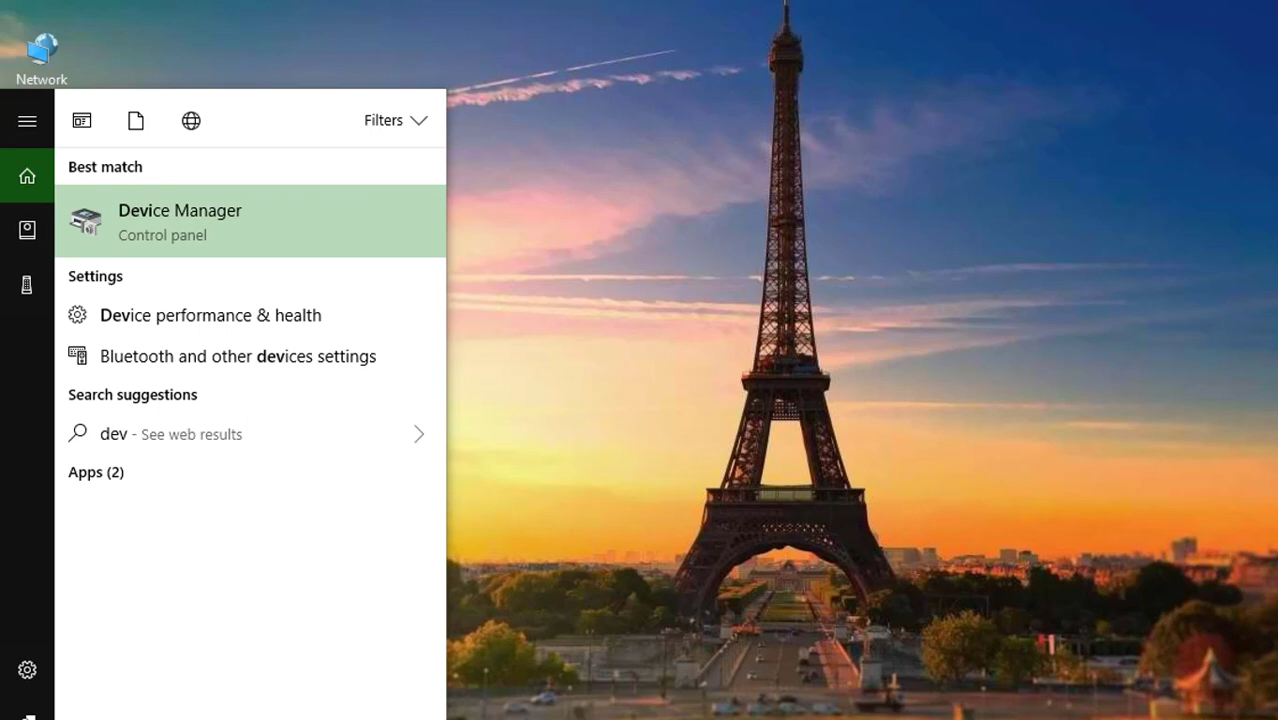 Network
Filters
Best match
Device Manager
Control panel
Settings
Device performance & health
Bluetooth and other devices settings
Search suggestions
dev - See web results
Apps (2)